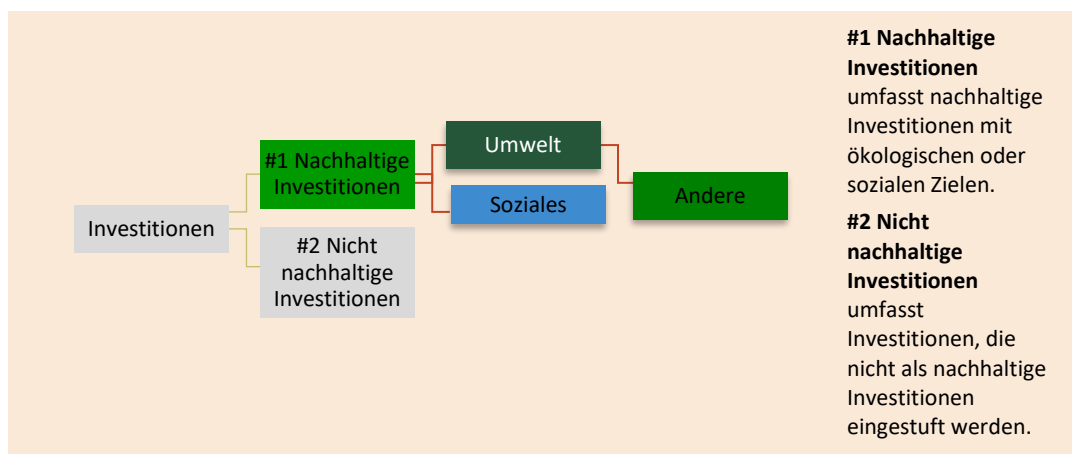 Investitionen
#1 Nachhaltige
Investitionen
#2 Nicht
nachhaltige
Investitionen
Umwelt
Soziales
Andere
#1 Nachhaltige
Investitionen
umfasst nachhaltige
Investitionen mit
ökologischen oder
sozialen Zielen.
#2 Nicht
nachhaltige
Investitionen
umfasst
Investitionen, die
nicht als nachhaltige
Investitionen
eingestuft werden.